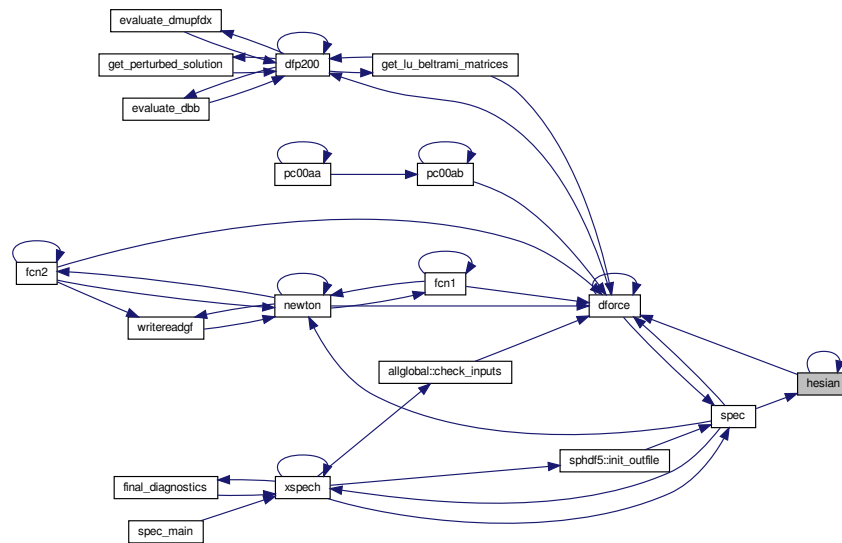 evaluate_dmupfdx
get_perturbed_solution
dfp200
get_lu_beltrami_matrices
evaluate_dbb
pc00aa
pc00ab
fcn2
fcn1
newton
dforce
writereadgf
allglobal::check_inputs
hesian
spec
sphdf5::init_outfile
final_diagnostics
xspech
spec_main